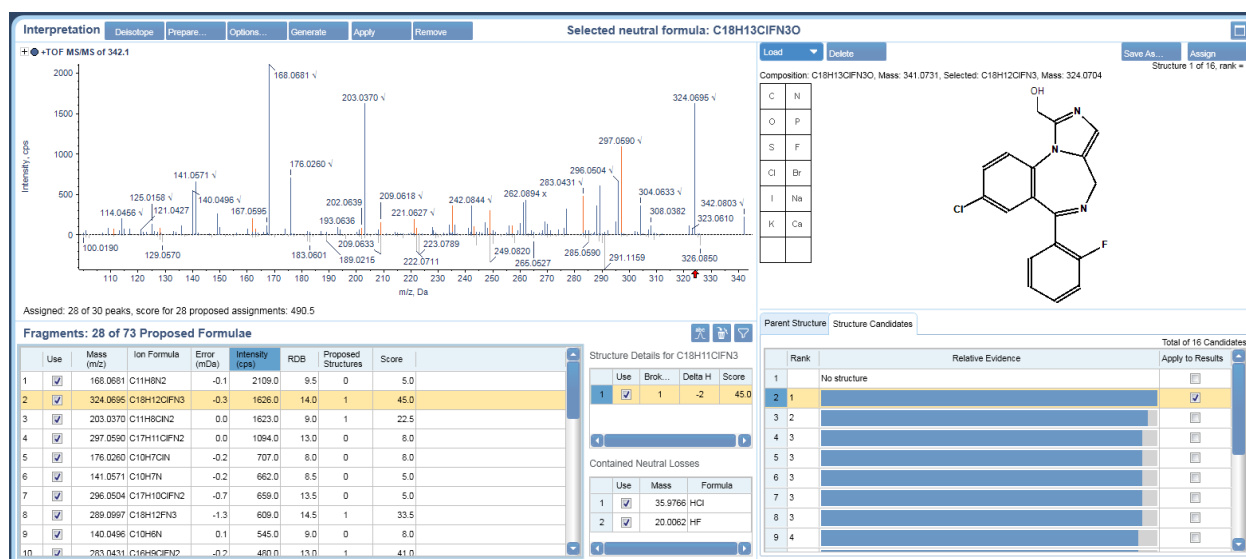 Interpretation Deisotope Prepare... Options... Generate Apply Remove Selected neutral formula: C18H13ClFN3O
+TOF MS/MS of 342.1
Intensity, cps
2000
1500
1000
500
0
168.0681 √
203.0370 √
324.0695 √
297.0590 √
176.0260 √
296.0504 √
141.0571 √
283.0431 √
125.0158 √
140.0496 √
202.0639
209.0618 √
242.0844 √
262.0894 x
304.0633 √
342.0803 √
114.0456 √
121.0427
167.0595
193.0636
221.0627 √
308.0382
323.0610
100.0190
129.0570
183.0601
209.0633
189.0215
223.0789
222.0711
249.0820
265.0527
285.0590
291.1159
326.0850
110 120 130 140 150 160 170 180 190 200 210 220 230 240 250 260 270 280 290 300 310 320 330 340
m/z, Da
Assigned: 28 of 30 peaks, score for 28 proposed assignments: 490.5
Load Delete Save As... Assign
Structure 1 of 16, rank =
Composition: C18H13ClFN3O, Mass: 341.0731, Selected: C18H12ClFN3, Mass: 324.0704
C N
O P
S F
Cl Br
I Na
K Ca
OH
N
N
Cl
N
F
Fragments: 28 of 73 Proposed Formulae
Use Mass (m/z) Ion Formula Error (mDa) Intensity (cps) RDB Proposed Structures Score
1 168.0681 C11H8N2 -0.1 2109.0 9.5 0 5.0
2 324.0695 C18H12ClFN3 -0.3 1626.0 14.0 1 45.0
3 203.0370 C11H8ClN2 0.0 1623.0 9.0 1 22.5
4 297.0590 C17H11ClFN2 0.0 1094.0 13.0 0 8.0
5 176.0260 C10H7ClN -0.2 707.0 8.0 0 8.0
6 141.0571 C10H7N -0.2 662.0 8.5 0 5.0
7 296.0504 C17H10ClFN2 -0.7 659.0 13.5 0 5.0
8 289.0997 C18H12FN3 -1.3 609.0 14.5 1 33.5
9 140.0496 C10H6N 0.1 545.0 9.0 0 8.0
10 283.0431 C16H9ClFN2 -0.2 480.0 13.0 1 41.0
Structure Details for C18H11ClFN3
Use Brok... Delta H Score
1 1 -2 45.0
Contained Neutral Losses
Use Mass Formula
1 35.9766 HCl
2 20.0062 HF
Parent Structure Structure Candidates
Total of 16 Candidates
Rank Relative Evidence Apply to Results
1 No structure
2 1
3 2
4 3
5 3
6 3
7 3
8 3
9 4